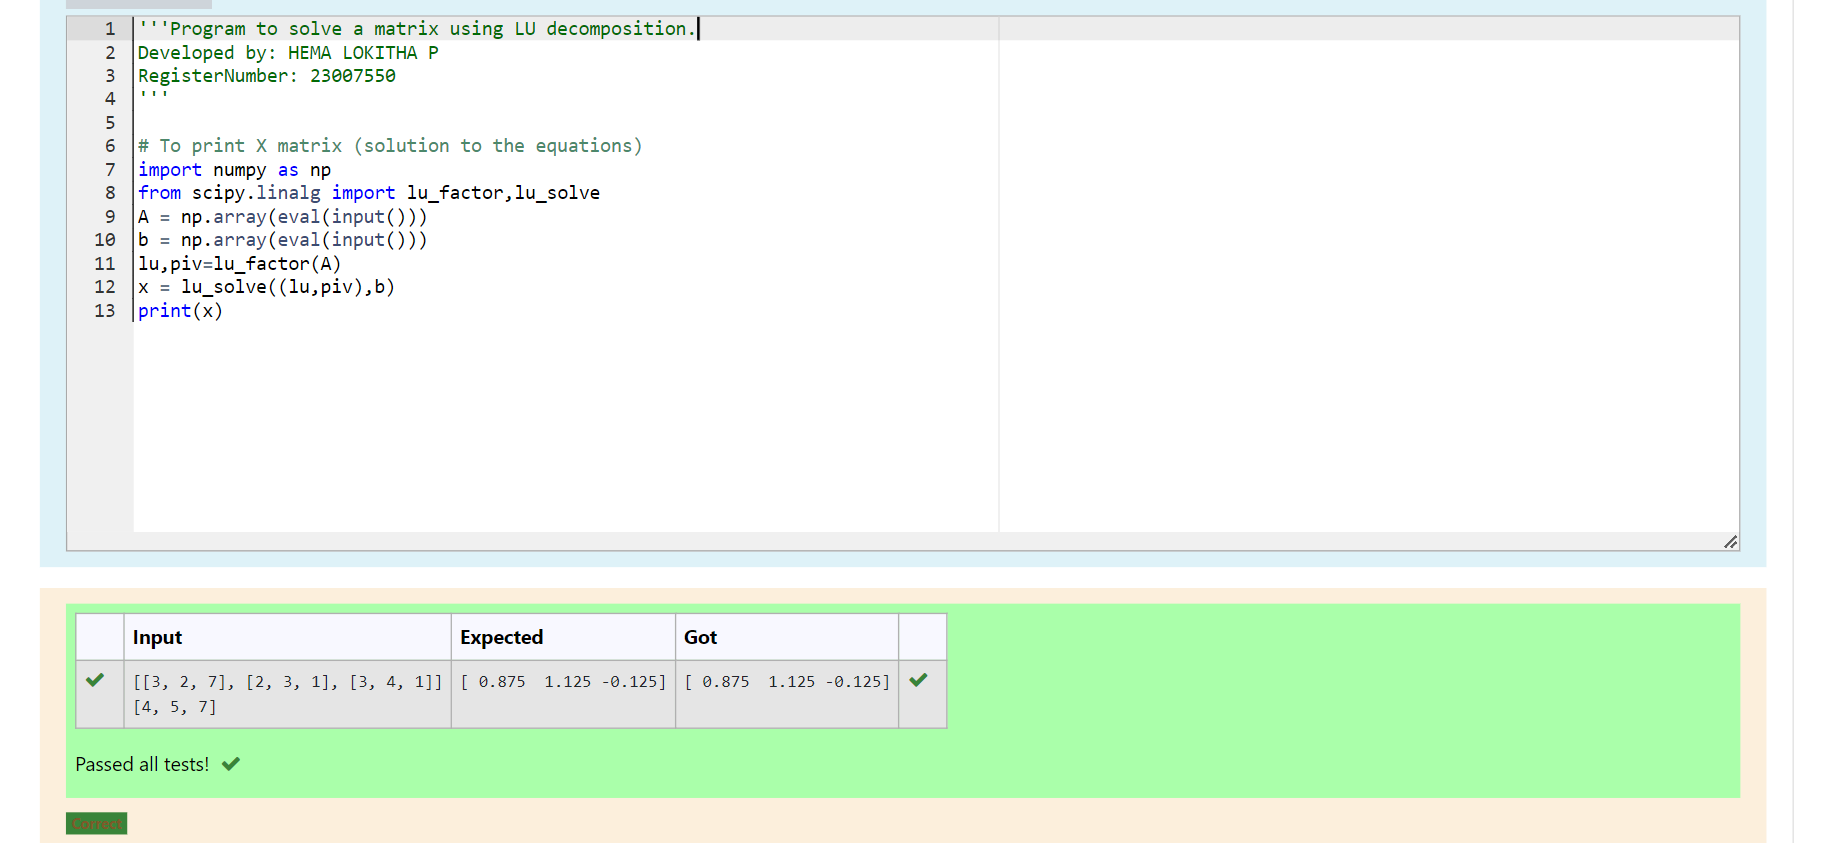 1 '''Program to solve a matrix using LU decomposition.
2 Developed by: HEMA LOKITHA P
3 RegisterNumber: 23007550
4 '''
5
6 # To print X matrix (solution to the equations)
7 import numpy as np
8 from scipy.linalg import lu_factor,lu_solve
9 A = np.array(eval(input()))
10 b = np.array(eval(input()))
11 lu,piv=lu_factor(A)
12 x = lu_solve((lu,piv),b)
13 print(x)
Input Expected Got
[[3, 2, 7], [2, 3, 1], [3, 4, 1]] [ 0.875  1.125 -0.125] [ 0.875  1.125 -0.125]
[4, 5, 7]
Passed all tests!
Correct